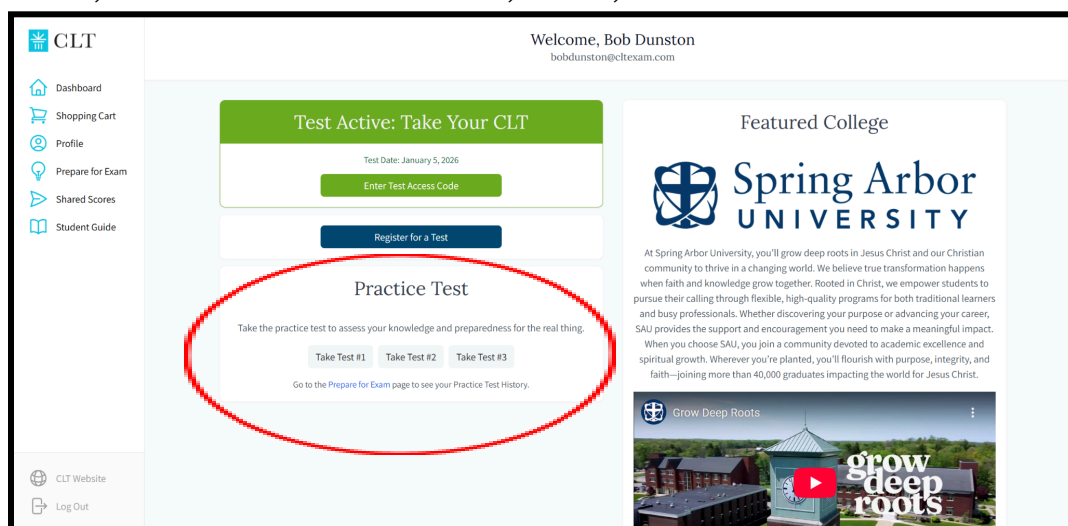 CLT
Welcome, Bob Dunston
bobdunston@cltexam.com
Dashboard
Shopping Cart
Profile
Prepare for Exam
Shared Scores
Student Guide
CLT Website
Log Out
Test Active: Take Your CLT
Test Date: January 5, 2026
Enter Test Access Code
Register for a Test
Practice Test
Take the practice test to assess your knowledge and preparedness for the real thing.
Take Test #1 Take Test #2 Take Test #3
Go to the Prepare for Exam page to see your Practice Test History.
Featured College
Spring Arbor
UNIVERSITY
At Spring Arbor University, you'll grow deep roots in Jesus Christ and our Christian
community to thrive in a changing world. We believe true transformation happens
when faith and knowledge grow together. Rooted in Christ, we empower students to
pursue their calling through flexible, high-quality programs for both traditional learners
and busy professionals. Whether discovering your purpose or advancing your career,
SAU provides the support and encouragement you need to make a meaningful impact.
When you choose SAU, you join a community devoted to academic excellence and
spiritual growth. Wherever you're planted, you'll flourish with purpose, integrity, and
faith—joining more than 40,000 graduates impacting the world for Jesus Christ.
Grow Deep Roots
grow
deep
roots